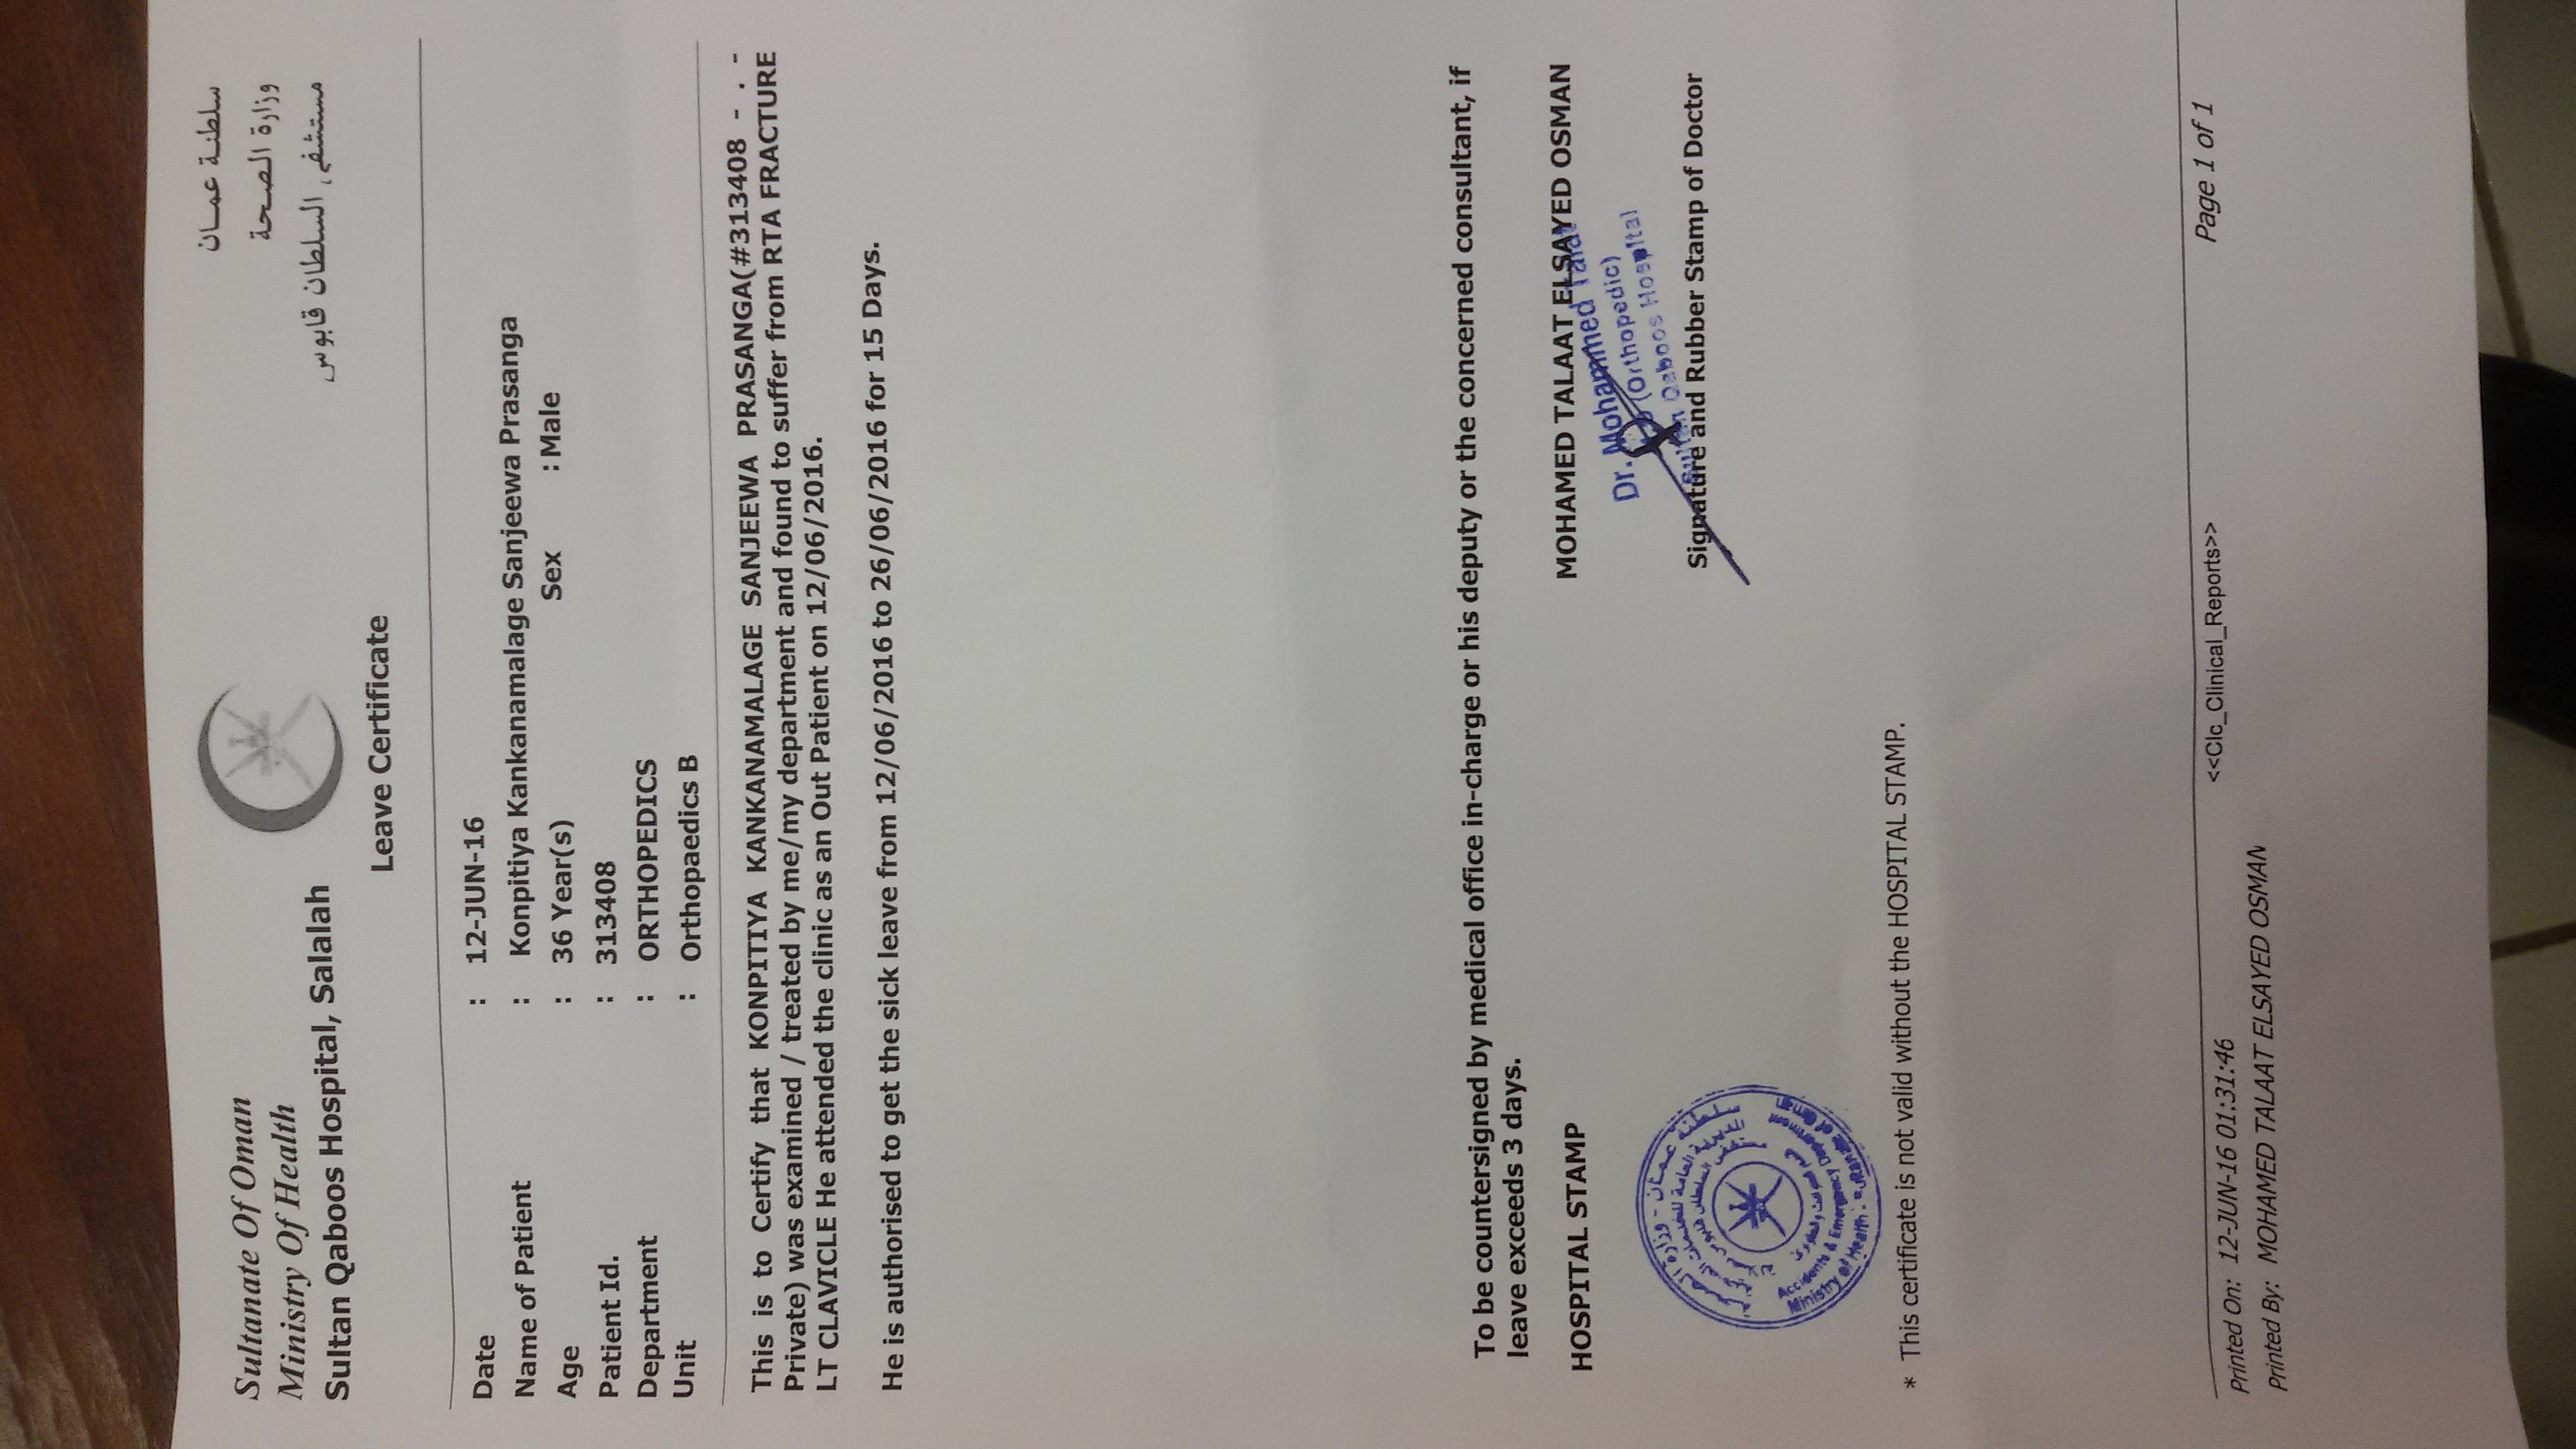 Sultanate Of Oman
Ministry Of Health
Sultan Qaboos Hospital, Salalah
سلطنة عمان
وزارة الصحة
مستشفى السلطان قابوس
Leave Certificate
Date : 12-JUN-16
Name of Patient : Konpitiya Kankanamalage Sanjeewa Prasanga
Age : 36 Year(s) Sex : Male
Patient Id. : 313408
Department : ORTHOPEDICS
Unit : Orthopaedics B
This is to Certify that KONPITIYA KANKANAMALAGE SANJEEWA PRASANGA(#313408 - . -
Private) was examined / treated by me/my department and found to suffer from RTA FRACTURE
LT CLAVICLE He attended the clinic as an Out Patient on 12/06/2016.
He is authorised to get the sick leave from 12/06/2016 to 26/06/2016 for 15 Days.
To be countersigned by medical office in-charge or his deputy or the concerned consultant, if
leave exceeds 3 days.
HOSPITAL STAMP
MOHAMED TALAAT ELSAYED OSMAN
Dr. Mohammed Talat
(Orthopedic)
Sultan Qaboos Hospital
Signature and Rubber Stamp of Doctor
سلطنة عمان - وزارة الصحة
المديرية العامة للخدمات الصحية
مستشفى السلطان قابوس بصلالة
Accidents & Emergency Department
Ministry of Health - Sultanate of Oman
* This certificate is not valid without the HOSPITAL STAMP.
Printed On: 12-JUN-16 01:31:46
<<Clc_Clinical_Reports>>
Page 1 of 1
Printed By: MOHAMED TALAAT ELSAYED OSMAN